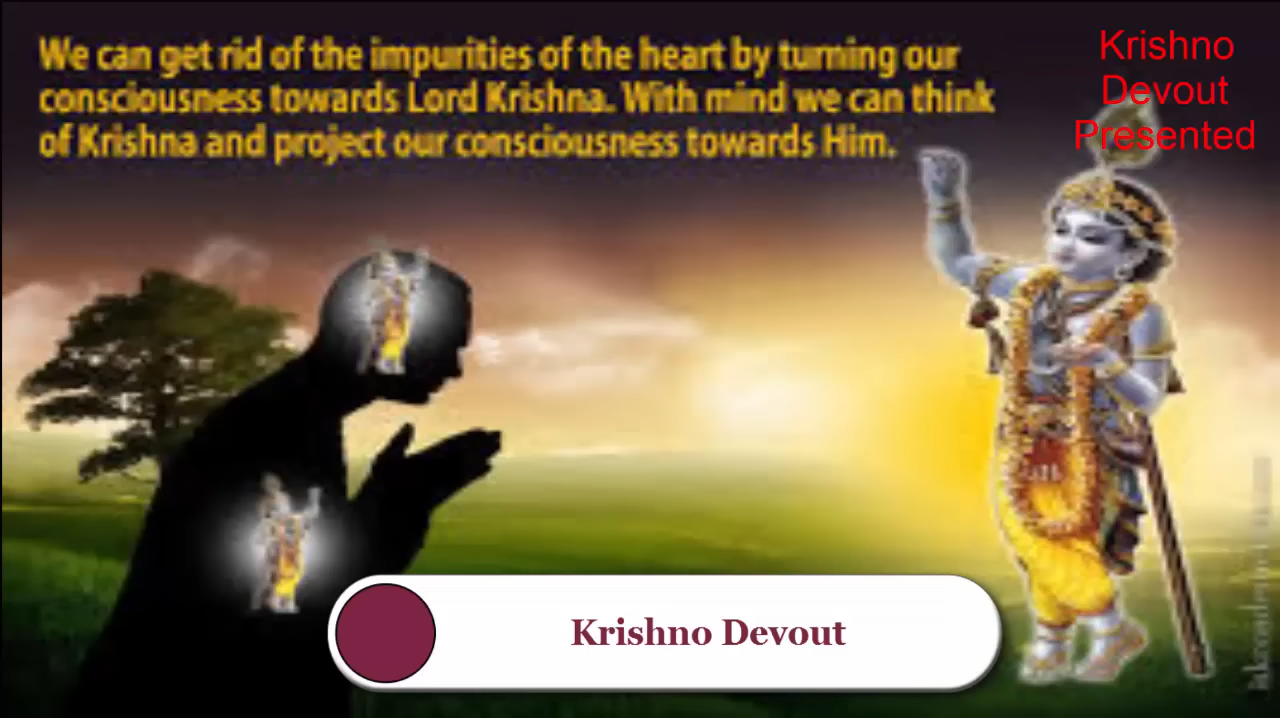 We can get rid of the impurities of the heart by turning our
consciousness towards Lord Krishna. With mind we can think
of Krishna and project our consciousness towards Him.
Krishno
Devout
Presented
Krishno Devout